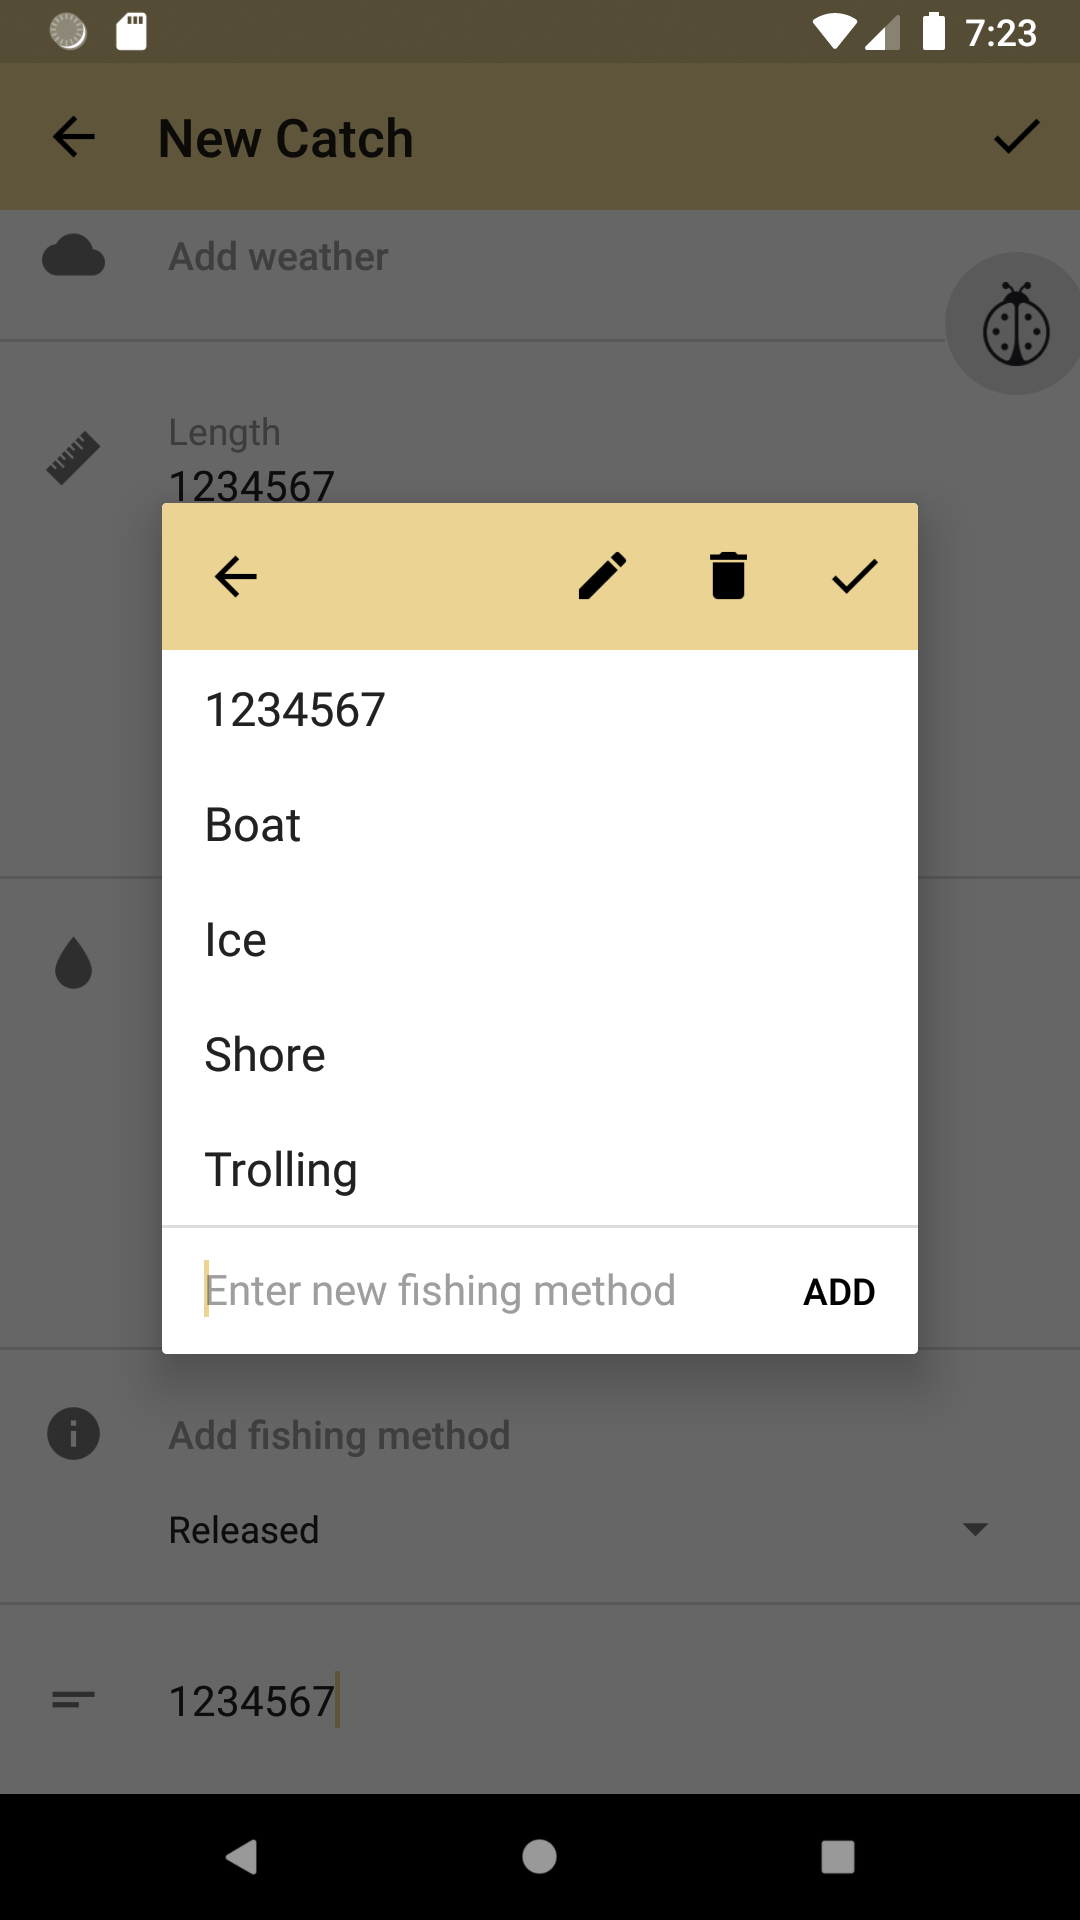 7:23
New Catch
Add weather
Length
1234567
1234567
Boat
Ice
Shore
Trolling
Enter new fishing method
ADD
Add fishing method
Released
1234567